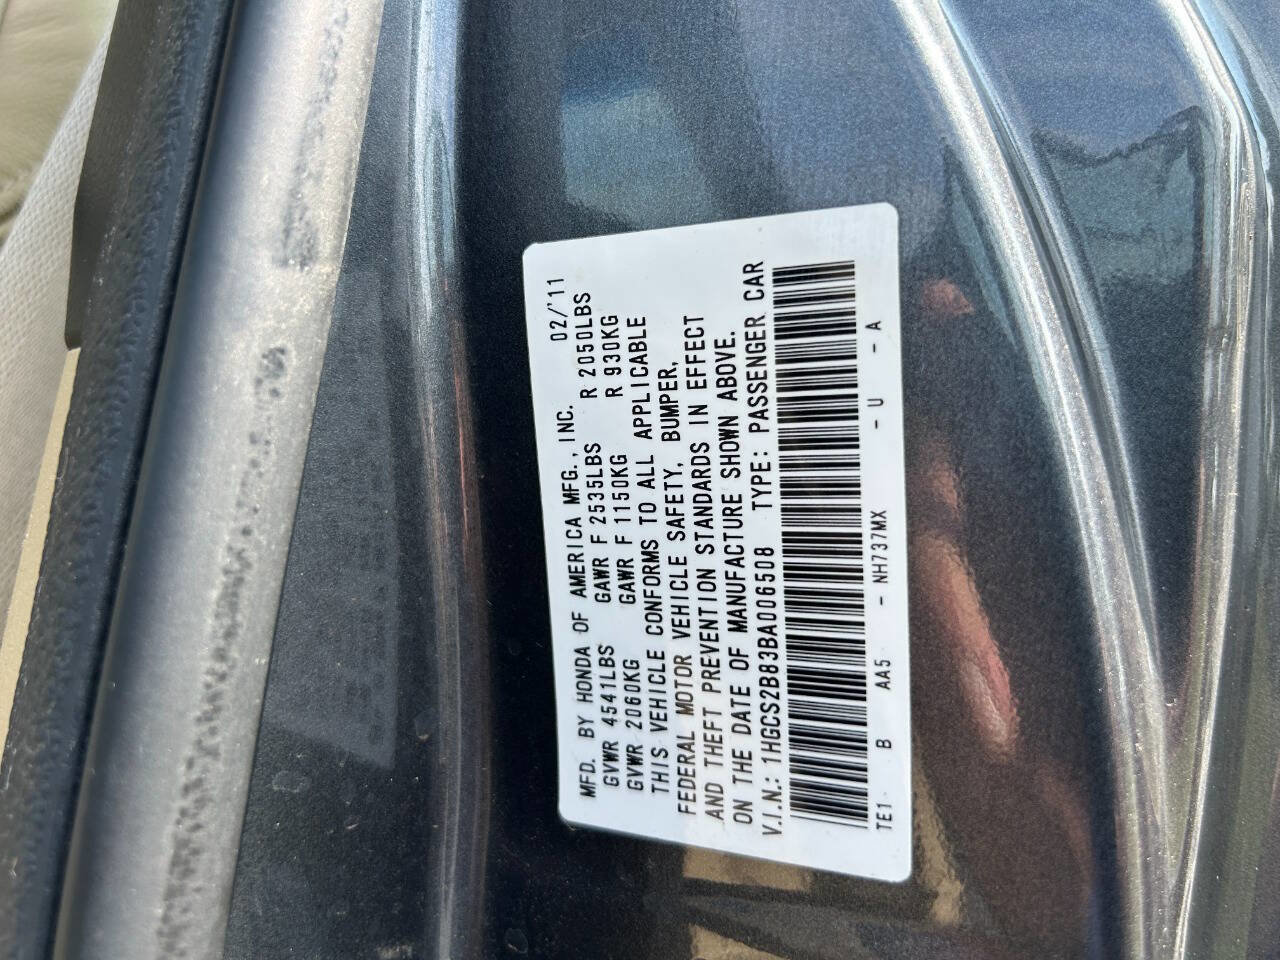 MFD. BY HONDA OF AMERICA MFG., INC. 02/'11
GVWR 4541LBS GAWR F 2535LBS R 2050LBS
GVWR 2060KG GAWR F 1150KG R 930KG
THIS VEHICLE CONFORMS TO ALL APPLICABLE
FEDERAL MOTOR VEHICLE SAFETY, BUMPER,
AND THEFT PREVENTION STANDARDS IN EFFECT
ON THE DATE OF MANUFACTURE SHOWN ABOVE.
V.I.N.: 1HGCS2B83BA006508 TYPE: PASSENGER CAR
TE1- B AA5 - NH737MX - U - A